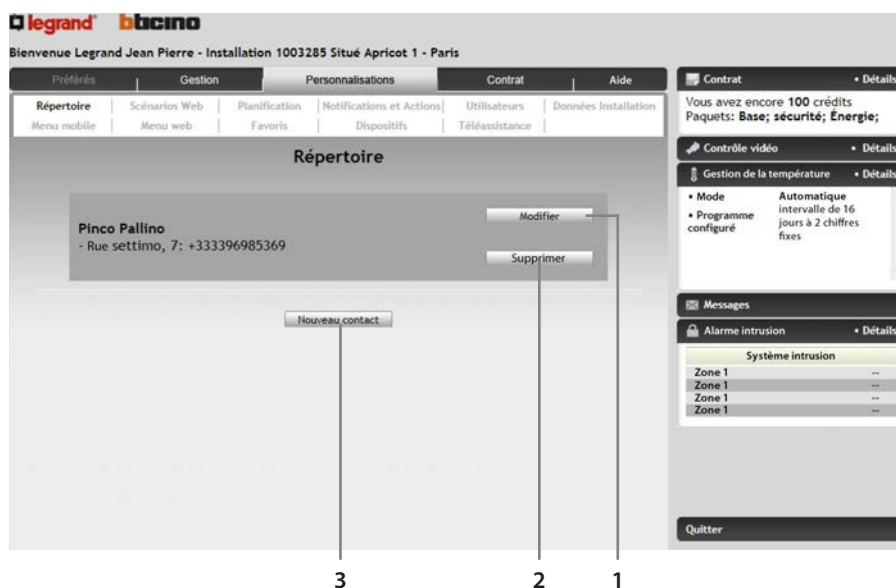 legrand bticino
Bienvenue Legrand Jean Pierre - Installation 1003285 Situé Apricot 1 - Paris
Préférés Gestion Personnalisations Contrat Aide
Répertoire Scénarios Web Planification Notifications et Actions Utilisateurs Données Installation
Menu mobile Menu web Favoris Dispositifs Téléassistance
Répertoire
Pinco Pallino
- Rue settimo, 7: +333396985369
Modifier
Supprimer
Nouveau contact
Contrat • Détails
Vous avez encore 100 crédits
Paquets: Base; sécurité; Énergie;
Contrôle vidéo • Détails
Gestion de la température • Détails
• Mode Automatique
intervalle de 16
jours à 2 chiffres
fixes
• Programme
configuré
Messages
Alarme intrusion • Détails
Système intrusion
Zone 1 --
Zone 1 --
Zone 1 --
Zone 1 --
Quitter
3 2 1